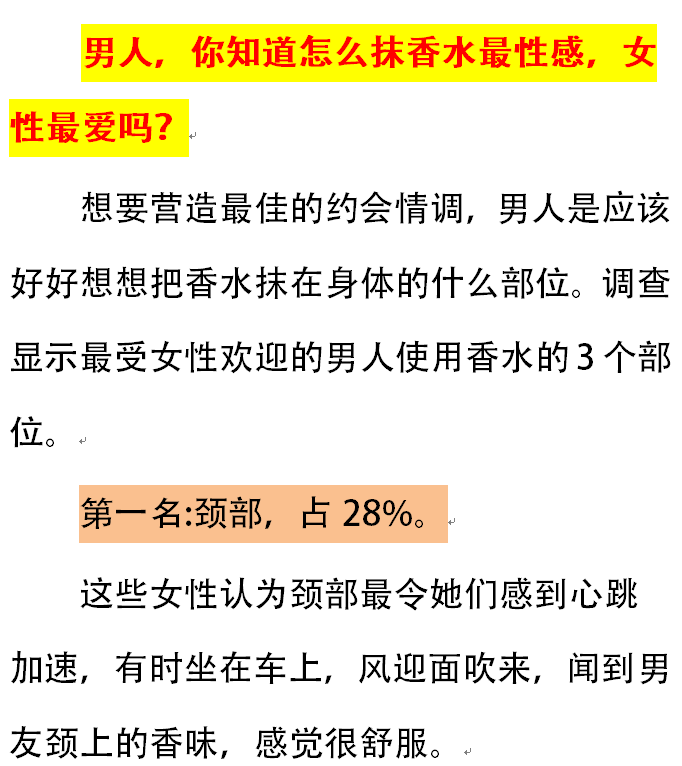 男人，你知道怎么抹香水最性感，女
性最爱吗？
想要营造最佳的约会情调，男人是应该
好好想想把香水抹在身体的什么部位。调查
显示最受女性欢迎的男人使用香水的3个部
位。
第一名:颈部，占28%。
这些女性认为颈部最令她们感到心跳
加速，有时坐在车上，风迎面吹来，闻到男
友颈上的香味，感觉很舒服。